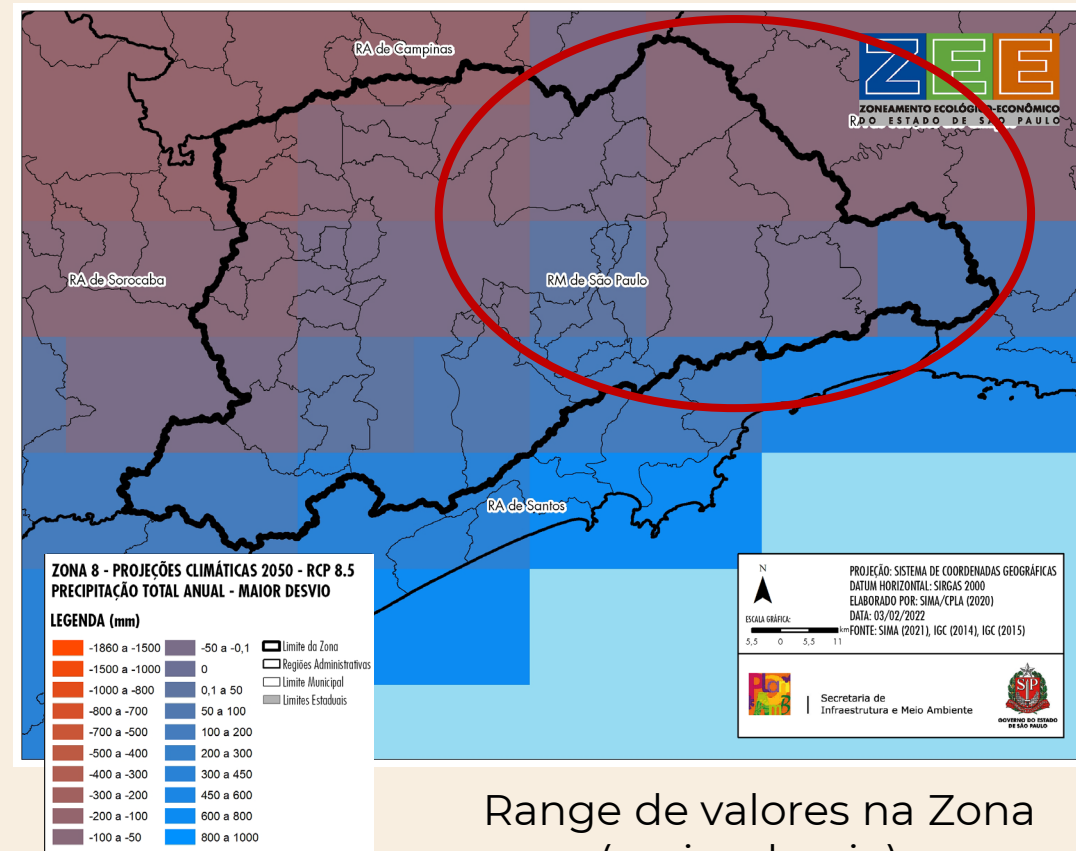 RA de Campinas
ZEE
ZONEAMENTO ECOLÓGICO-ECONÔMICO
DO ESTADO DE SÃO PAULO
RA de Sorocaba
RM de São Paulo
RA de Santos
ZONA 8 - PROJEÇÕES CLIMÁTICAS 2050 - RCP 8.5
PRECIPITAÇÃO TOTAL ANUAL - MAIOR DESVIO
LEGENDA (mm)
-1860 a -1500
-1500 a -1000
-1000 a -800
-800 a -700
-700 a -500
-500 a -400
-400 a -300
-300 a -200
-200 a -100
-100 a -50
-50 a -0,1
0
0,1 a 50
50 a 100
100 a 200
200 a 300
300 a 450
450 a 600
600 a 800
800 a 1000
Limite da Zona
Regiões Administrativas
Limite Municipal
Limites Estaduais
N
ESCALA GRÁFICA:
5,5 0 5,5 11 km
PROJEÇÃO: SISTEMA DE COORDENADAS GEOGRÁFICAS
DATUM HORIZONTAL: SIRGAS 2000
ELABORADO POR: SIMA/CPLA (2020)
DATA: 03/02/2022
FONTE: SIMA (2021), IGC (2014), IGC (2015)
Secretaria de
Infraestrutura e Meio Ambiente
SP
GOVERNO DO ESTADO
DE SÃO PAULO
Range de valores na Zona